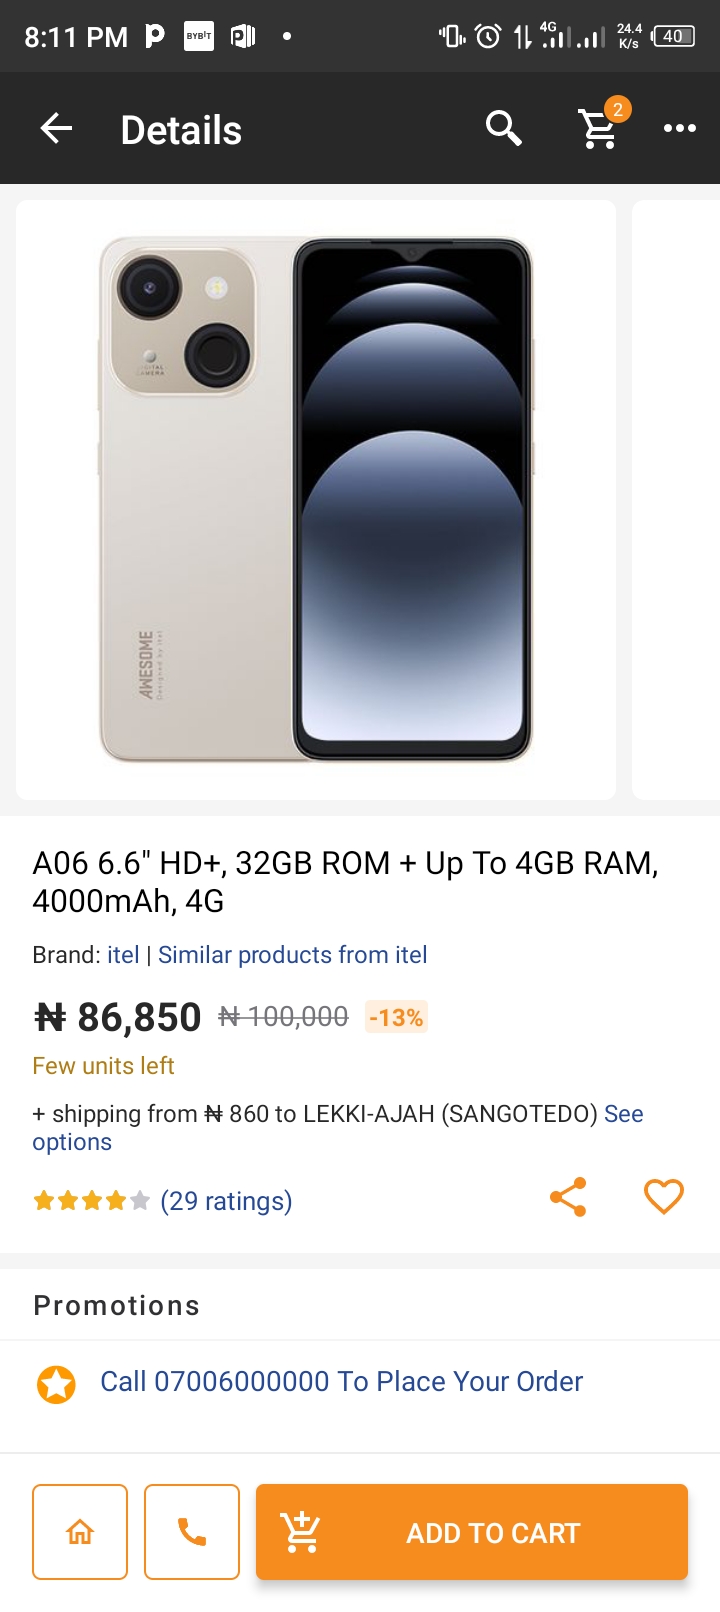 8:11 PM BYBIT 4G 24.4 K/s 40
Details 2
DIGITAL
CAMERA
AWESOME
Designed by itel
A06 6.6" HD+, 32GB ROM + Up To 4GB RAM,
4000mAh, 4G
Brand: itel | Similar products from itel
₦ 86,850 ₦ 100,000 -13%
Few units left
+ shipping from ₦ 860 to LEKKI-AJAH (SANGOTEDO) See
options
(29 ratings)
Promotions
Call 07006000000 To Place Your Order
ADD TO CART